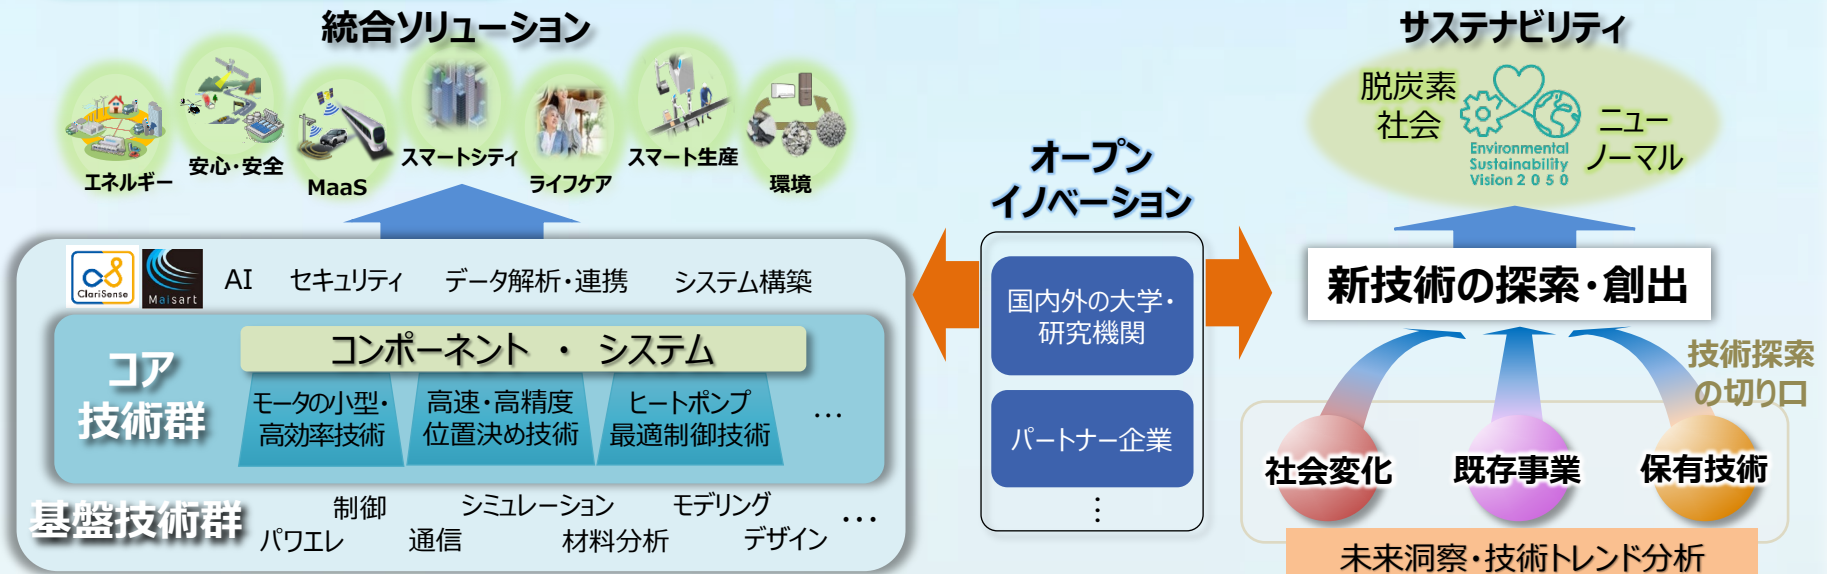 統合ソリューション
エネルギー
安心・安全
MaaS
スマートシティ
ライフケア
スマート生産
環境
ClariSense
Maisart
AI
セキュリティ
データ解析・連携
システム構築
コア
技術群
コンポーネント ・ システム
モータの小型・
高効率技術
高速・高精度
位置決め技術
ヒートポンプ
最適制御技術
…
基盤技術群
制御
シミュレーション
モデリング
パワエレ
通信
材料分析
デザイン
…
オープン
イノベーション
国内外の大学・
研究機関
パートナー企業
⋮
サステナビリティ
脱炭素
社会
Environmental
Sustainability
Vision 2 0 5 0
ニュー
ノーマル
新技術の探索・創出
技術探索
の切り口
社会変化
既存事業
保有技術
未来洞察・技術トレンド分析